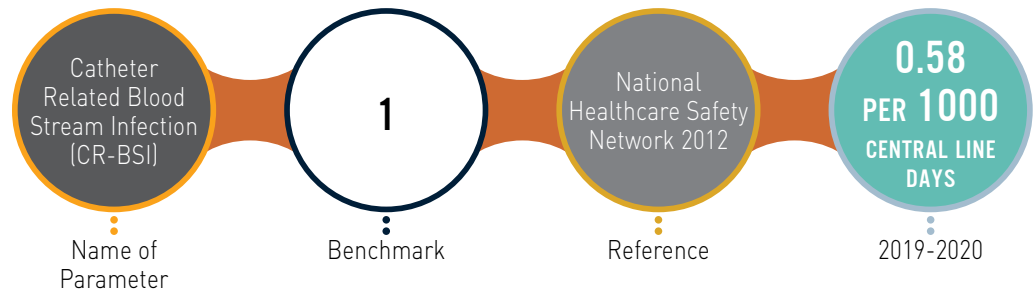 Catheter
Related Blood
Stream Infection
(CR-BSI)
1
National
Healthcare Safety
Network 2012
0.58
PER 1000
CENTRAL LINE
DAYS
Name of
Parameter
Benchmark
Reference
2019-2020